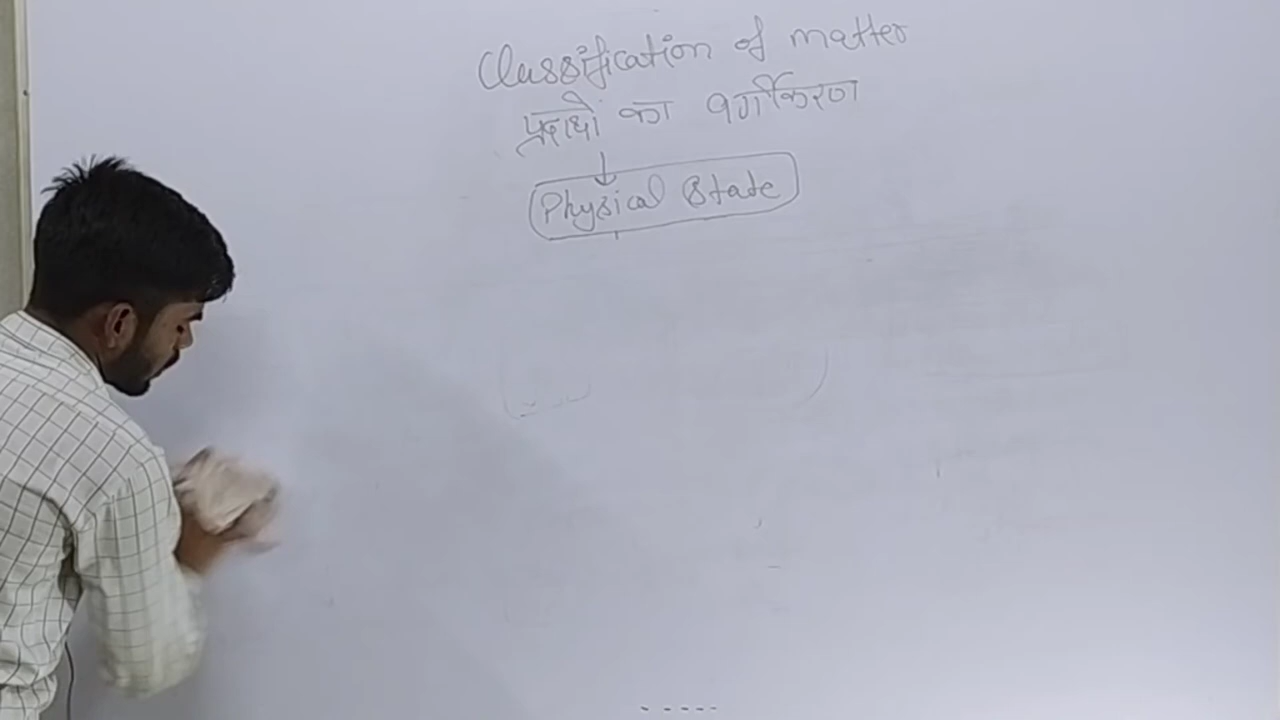 Classification of matter
पदार्थों का वर्गीकरण
Physical State